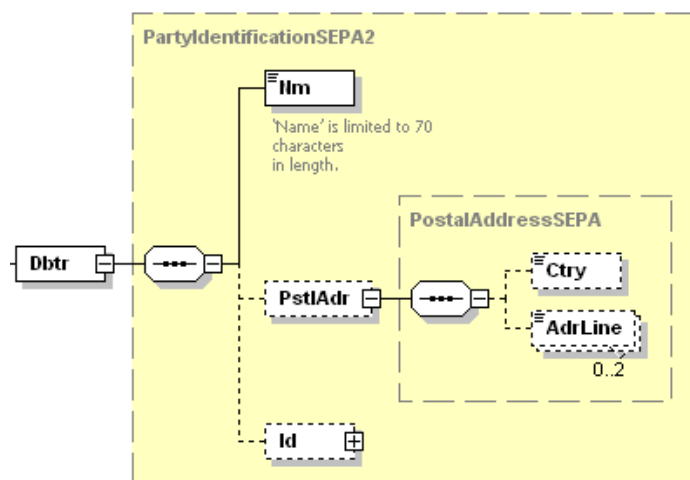 PartyIdentificationSEPA2
Nm
'Name' is limited to 70
characters
in length.
PostalAddressSEPA
Dbtr
Ctry
PstlAdr
AdrLine
0..2
Id